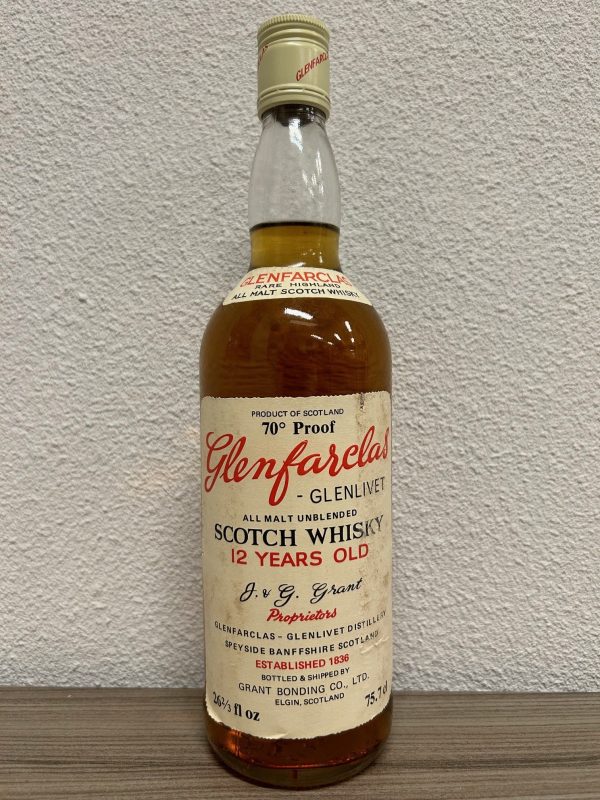 GLENFARCLAS
GLENFARCLAS
RARE HIGHLAND
ALL MALT SCOTCH WHISKY
PRODUCT OF SCOTLAND
70° Proof
Glenfarclas
- GLENLIVET
ALL MALT UNBLENDED
SCOTCH WHISKY
12 YEARS OLD
J. & G. Grant
Proprietors
GLENFARCLAS - GLENLIVET DISTILLERY
SPEYSIDE BANFFSHIRE SCOTLAND
ESTABLISHED 1836
BOTTLED & SHIPPED BY
GRANT BONDING CO., LTD.
ELGIN, SCOTLAND
26⅔ fl oz 75.7 cl